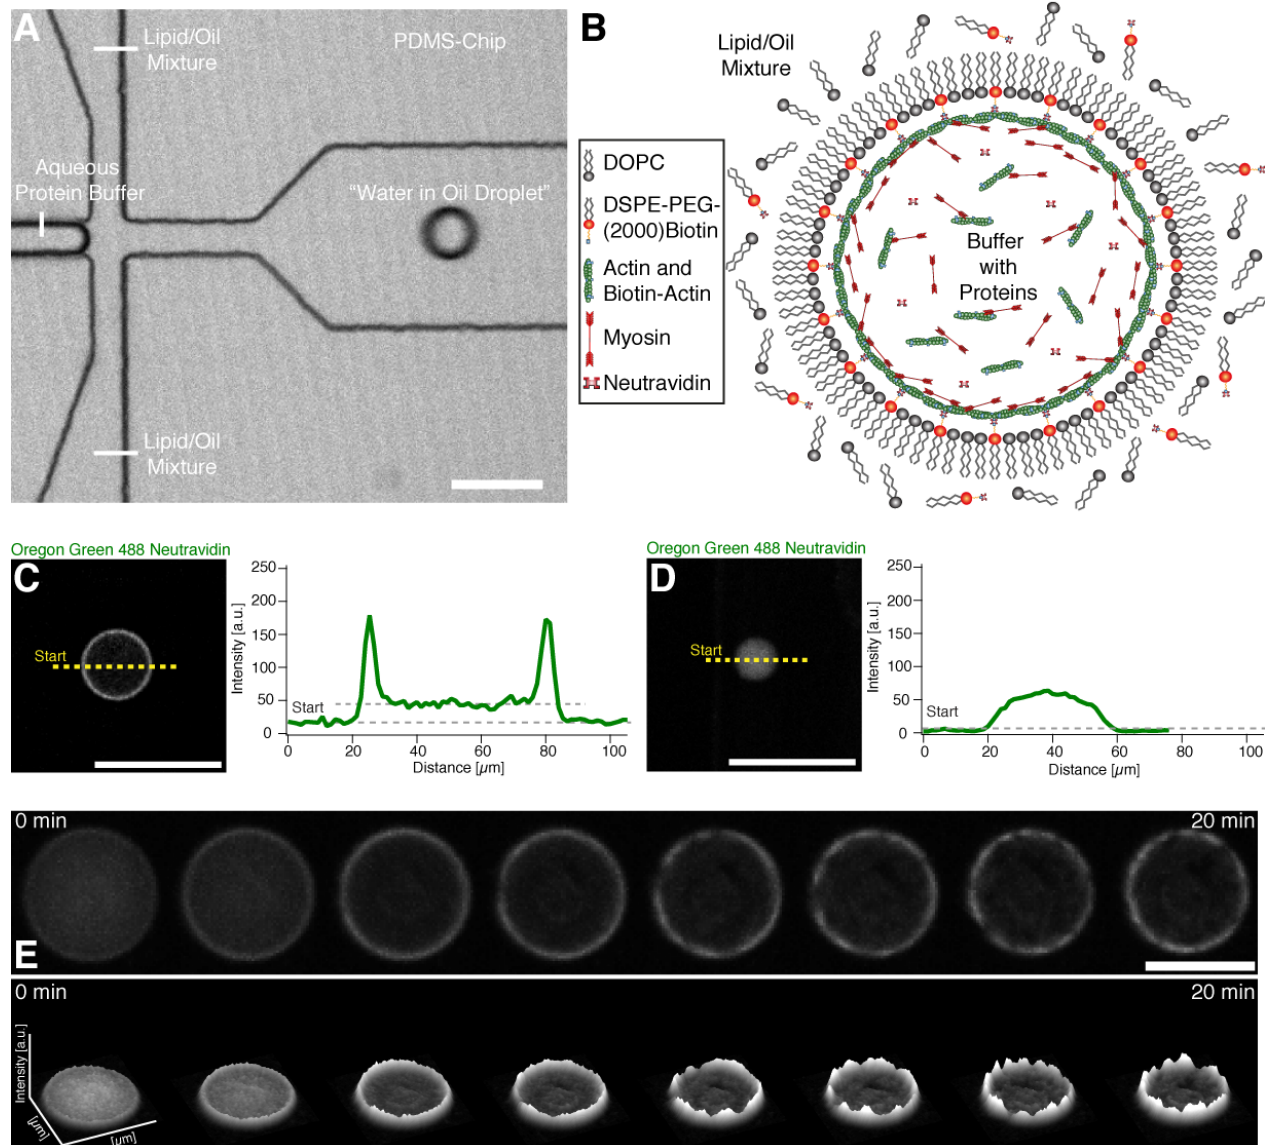 A
Lipid/Oil
Mixture
PDMS-Chip
Aqueous
Protein Buffer
“Water in Oil Droplet”
Lipid/Oil
Mixture
B
Lipid/Oil
Mixture
DOPC
DSPE-PEG-
(2000)Biotin
Actin and
Biotin-Actin
Myosin
Neutravidin
Buffer
with
Proteins
Oregon Green 488 Neutravidin
C
Start
Intensity [a.u.]
250
200
150
100
50
0
Start
0 20 40 60 80 100
Distance [µm]
Oregon Green 488 Neutravidin
D
Start
Intensity [a.u.]
250
200
150
100
50
0
Start
0 20 40 60 80 100
Distance [µm]
0 min
20 min
E
0 min
20 min
Intensity [a.u.]
[µm]
[µm]